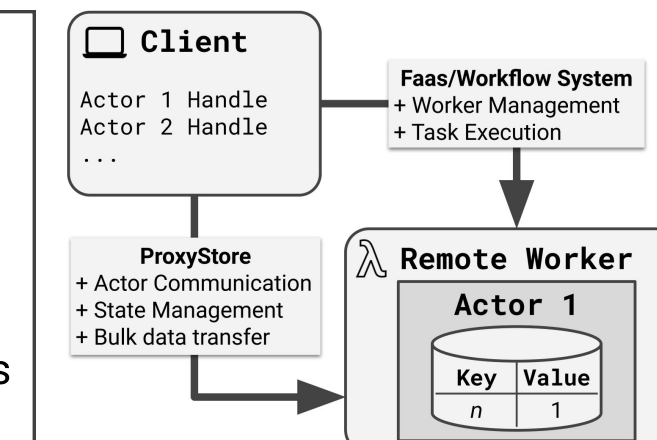 Client
Actor 1 Handle
Actor 2 Handle
...
Faas/Workflow System
+ Worker Management
+ Task Execution
ProxyStore
+ Actor Communication
+ State Management
+ Bulk data transfer
s
λ Remote Worker
Actor 1
Key Value
n 1